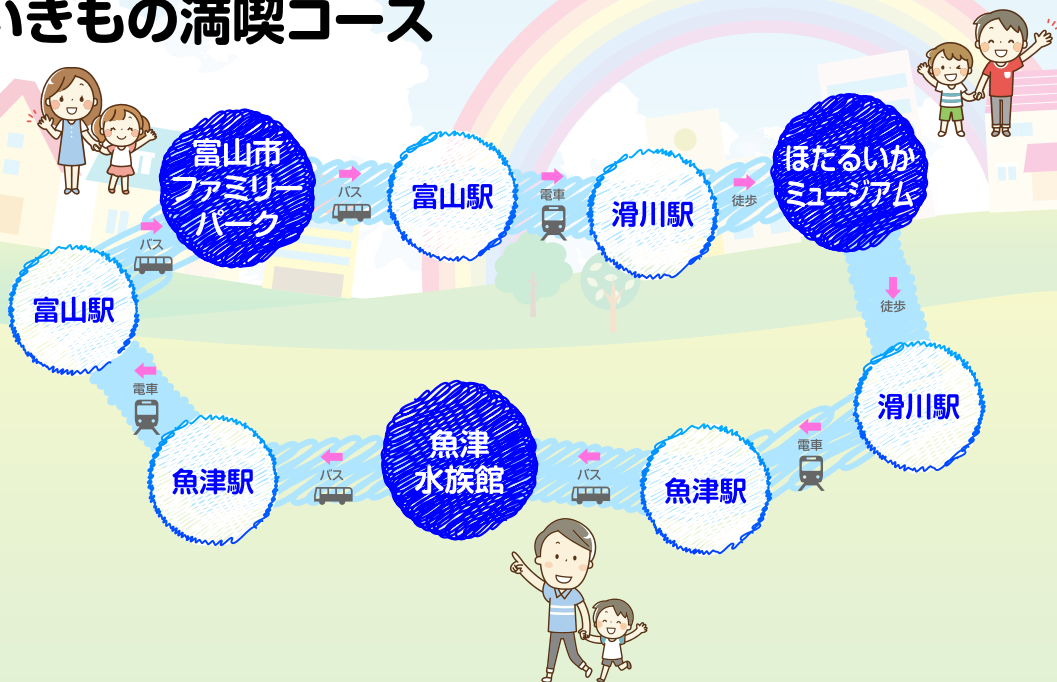 いきもの満喫コース
富山駅
バス
富山市
ファミリー
パーク
バス
富山駅
電車
滑川駅
徒歩
ほたるいか
ミュージアム
徒歩
滑川駅
電車
魚津駅
バス
魚津
水族館
バス
魚津駅
電車